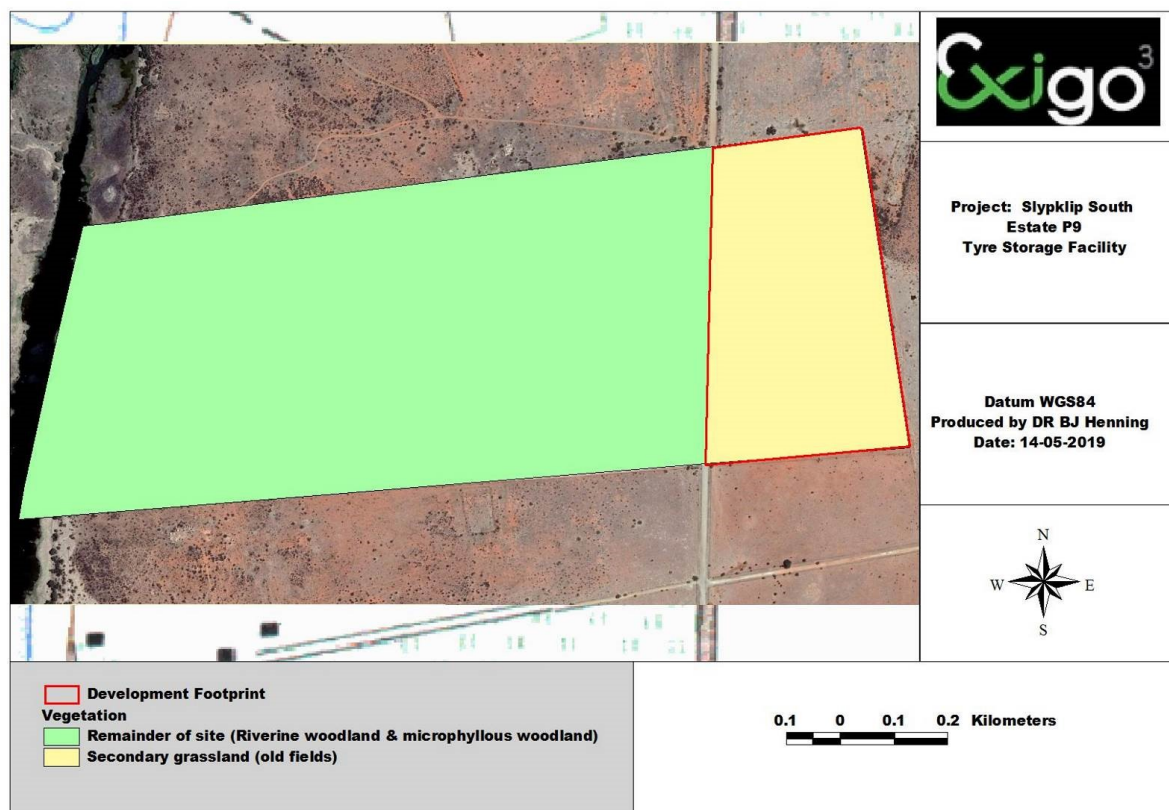 Exigo3
Project: Slypklip South
Estate P9
Tyre Storage Facility
Datum WGS84
Produced by DR BJ Henning
Date: 14-05-2019
N
W E
S
Development Footprint
Vegetation
Remainder of site (Riverine woodland & microphyllous woodland)
Secondary grassland (old fields)
0.1 0 0.1 0.2 Kilometers